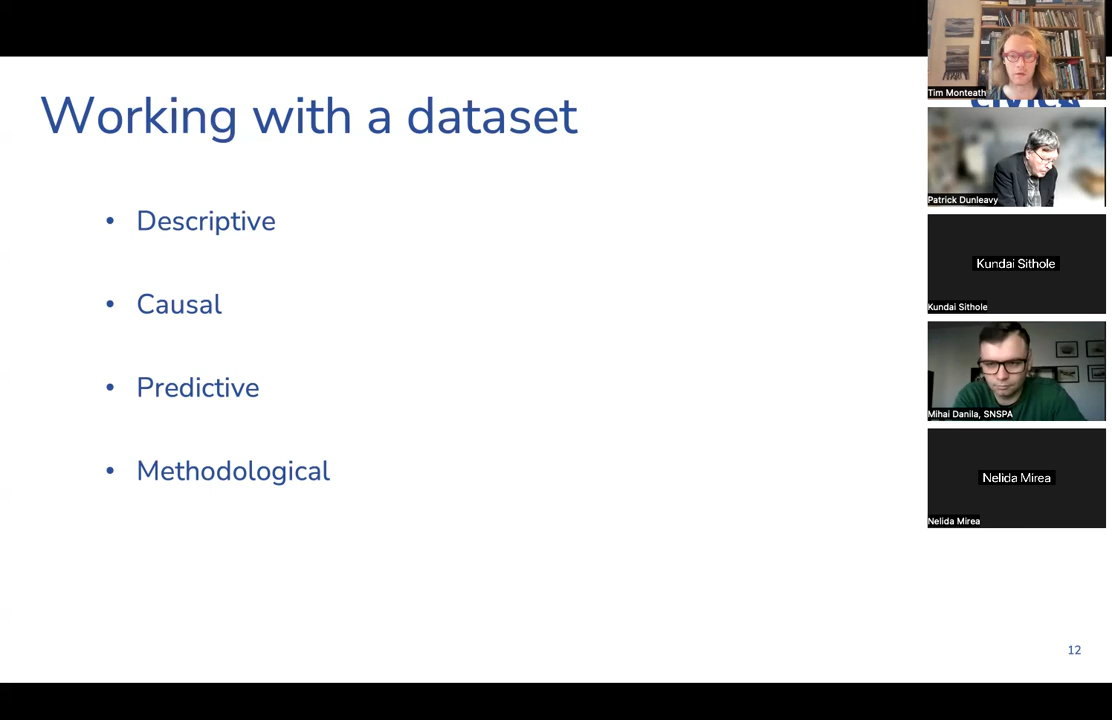 Working with a dataset
• Descriptive
• Causal
• Predictive
• Methodological
12
CIVICA
Tim Monteath
Patrick Dunleavy
Kundai Sithole
Kundai Sithole
Mihai Danila, SNSPA
Nelida Mirea
Nelida Mirea